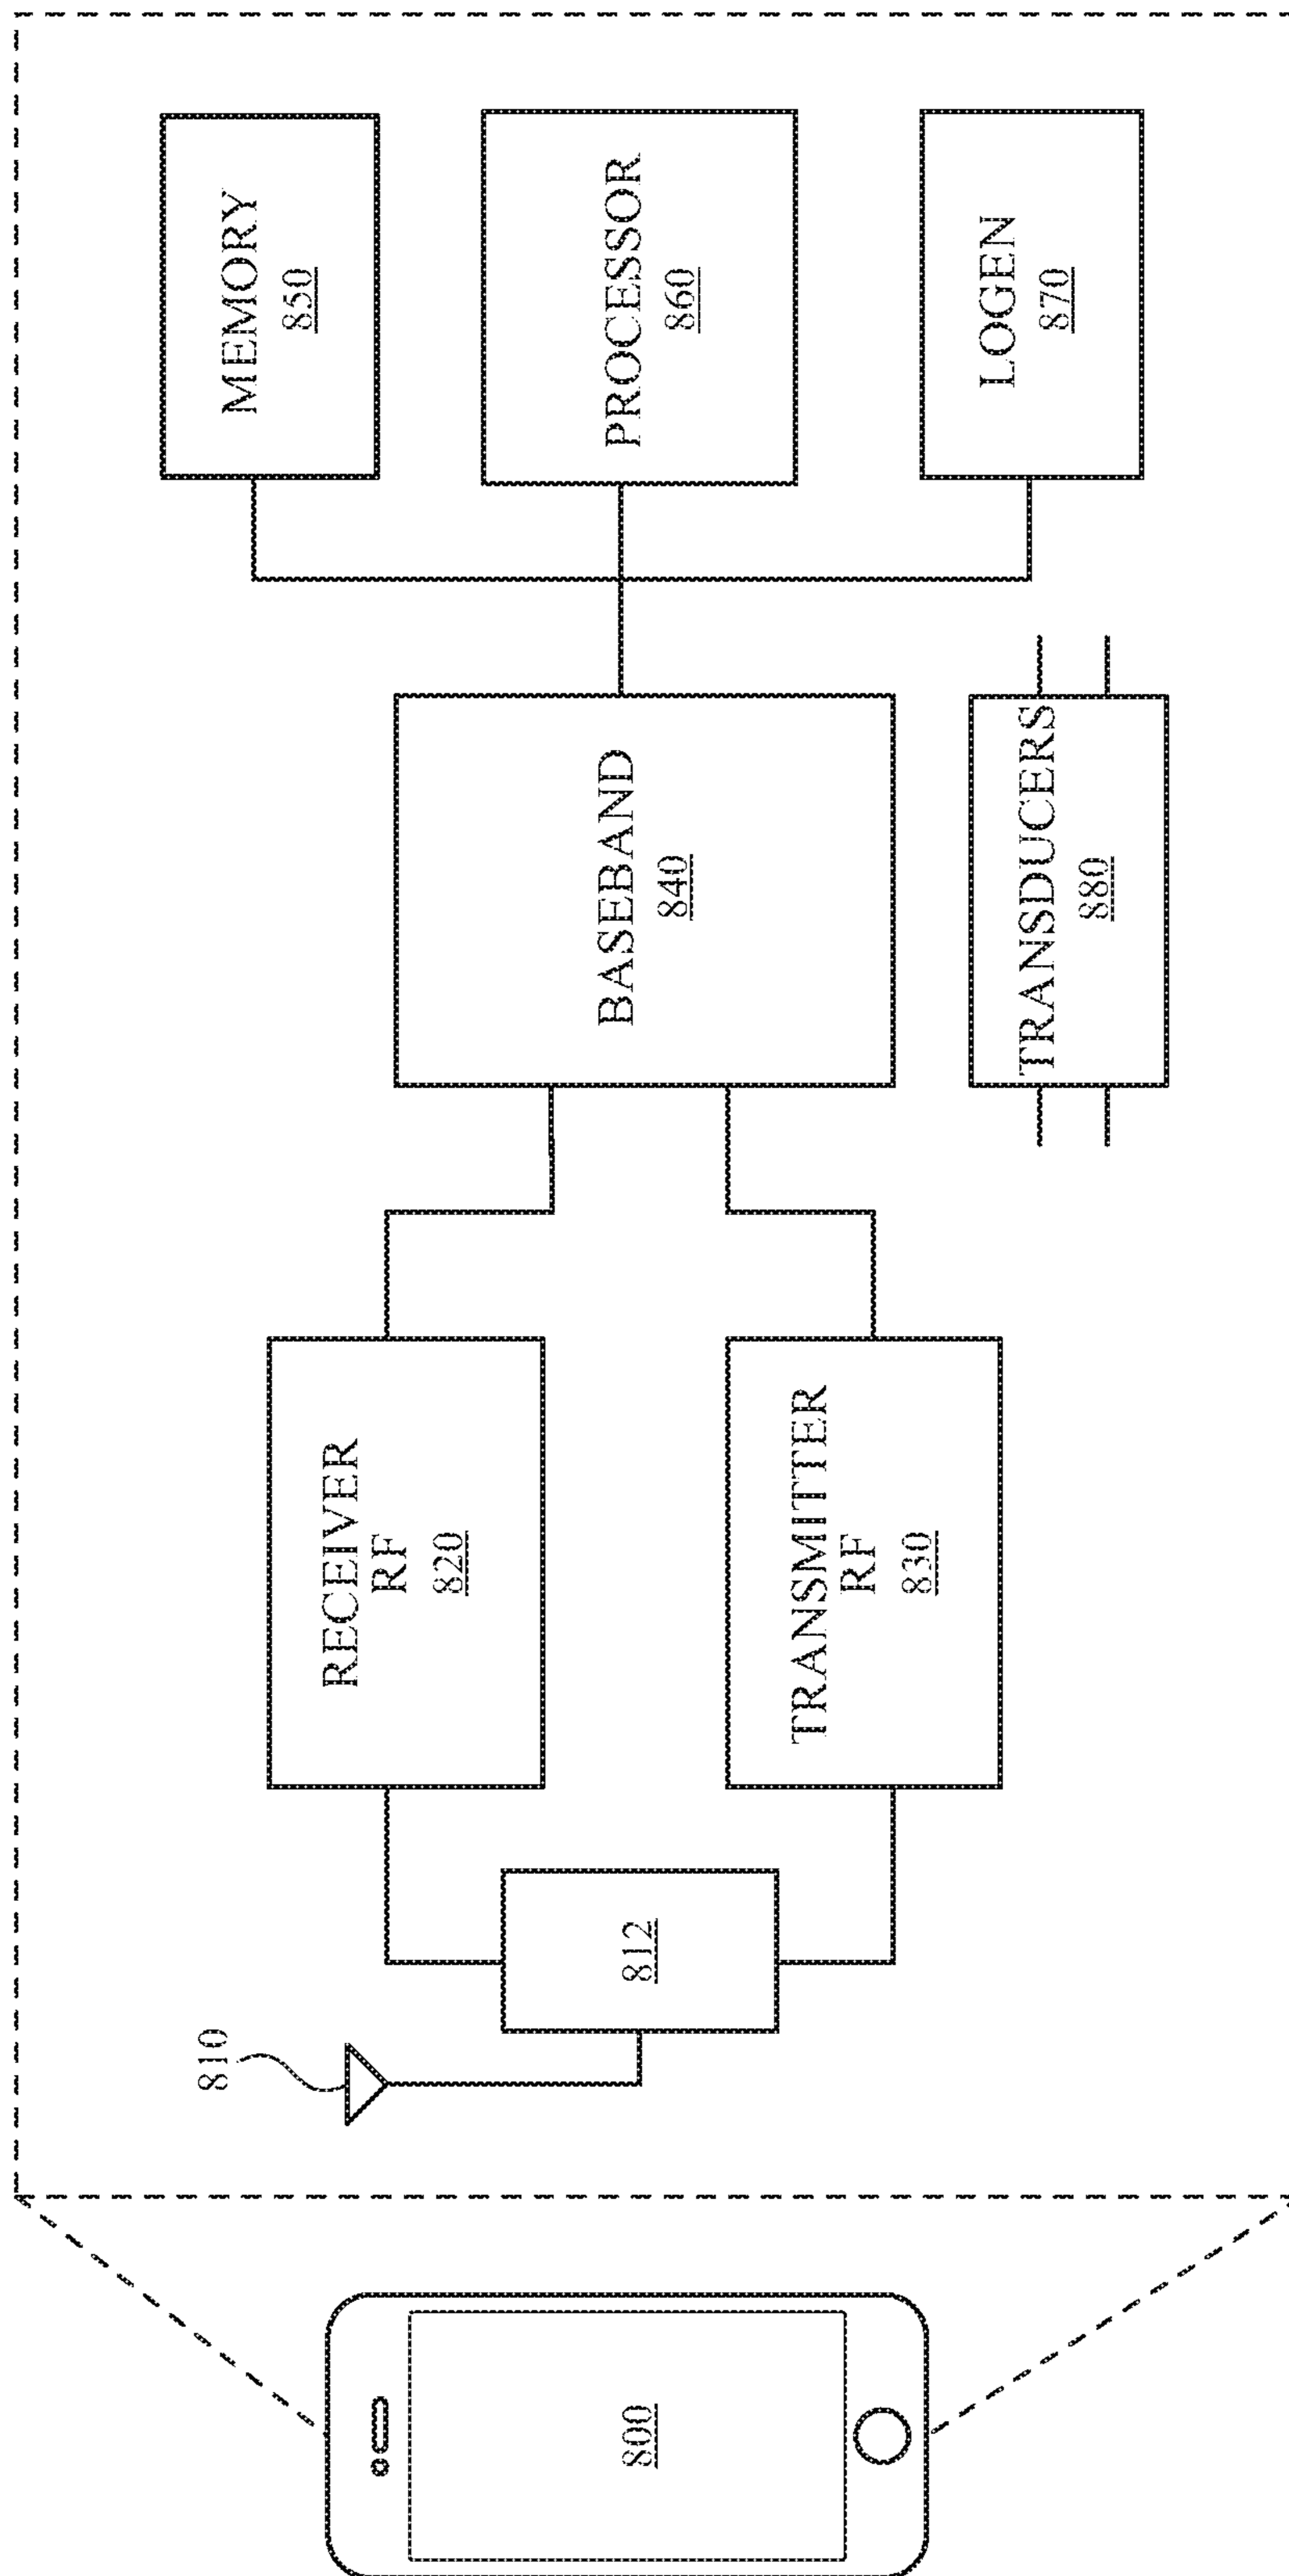 800
810
812
RECEIVER
RF
820
TRANSMITTER
RF
830
BASEBAND
840
TRANSDUCERS
880
MEMORY
850
PROCESSOR
860
LOGEN
870